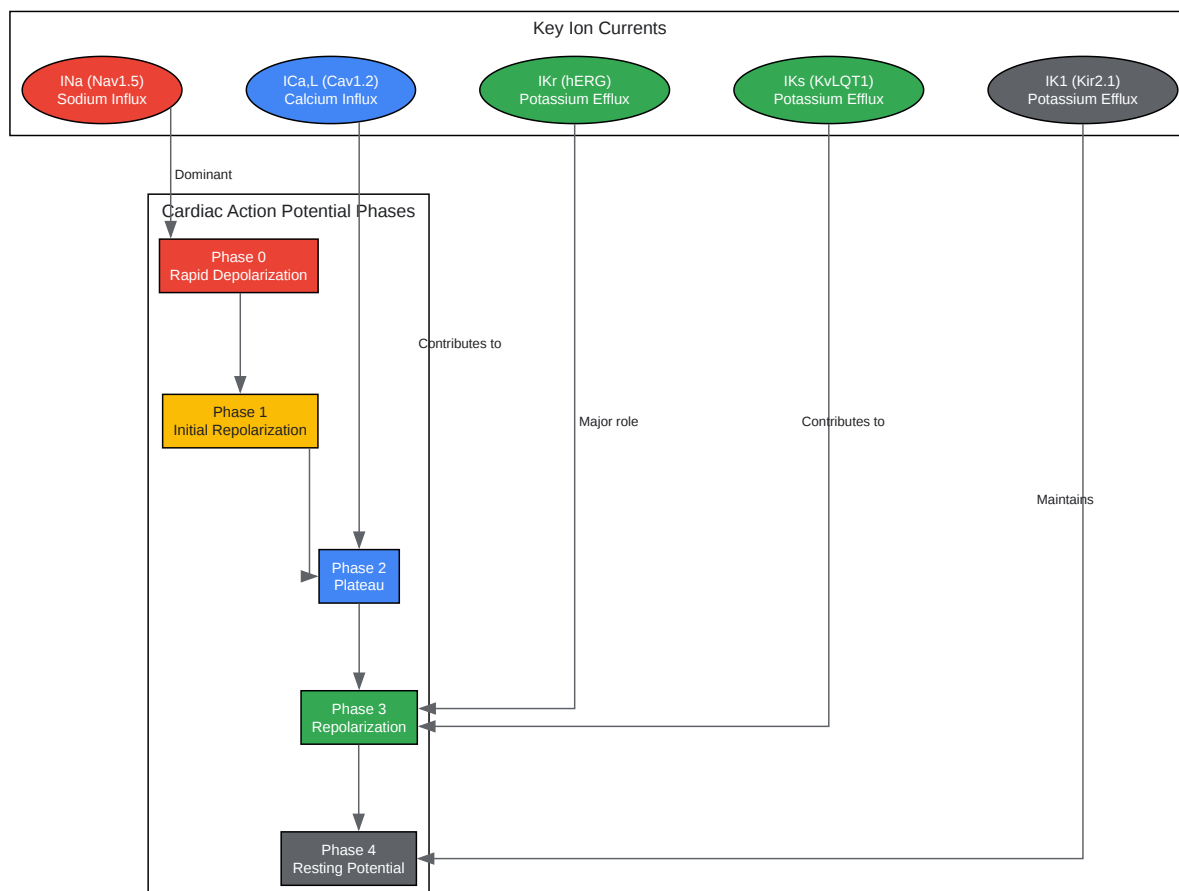 Key Ion Currents
INa (Nav1.5)
Sodium Influx
ICa,L (Cav1.2)
Calcium Influx
IKr (hERG)
Potassium Efflux
IKs (KvLQT1)
Potassium Efflux
IK1 (Kir2.1)
Potassium Efflux
Dominant
Cardiac Action Potential Phases
Phase 0
Rapid Depolarization
Contributes to
Phase 1
Initial Repolarization
Major role
Contributes to
Maintains
Phase 2
Plateau
Phase 3
Repolarization
Phase 4
Resting Potential